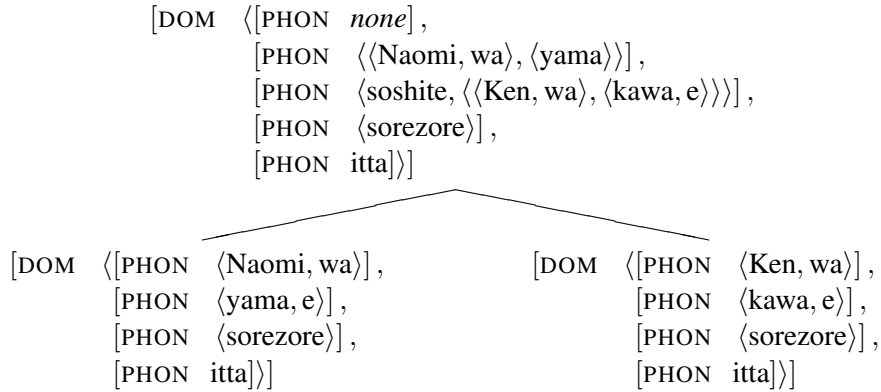 [DOM ⟨[PHON none],
[PHON ⟨⟨Naomi, wa⟩, ⟨yama⟩⟩],
[PHON ⟨soshite, ⟨⟨Ken, wa⟩, ⟨kawa, e⟩⟩⟩],
[PHON ⟨sorezore⟩],
[PHON itta]⟩]
[DOM ⟨[PHON ⟨Naomi, wa⟩], [DOM ⟨[PHON ⟨Ken, wa⟩],
[PHON ⟨yama, e⟩], [PHON ⟨kawa, e⟩],
[PHON ⟨sorezore⟩], [PHON ⟨sorezore⟩],
[PHON itta]⟩] [PHON itta]⟩]